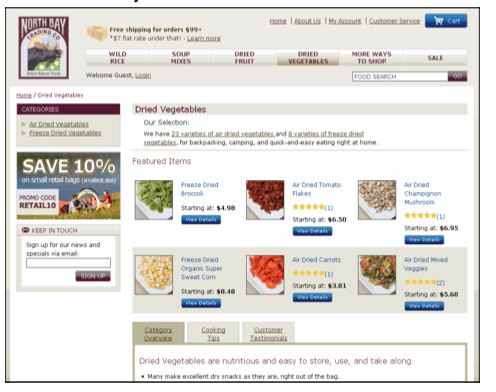 NORTH BAY
TRADING CO
Select Natural Foods
Free shipping for orders $99+
*$7 flat rate under that! - Learn more
Home | About Us | My Account | Customer Service
Cart
WILD RICE
SOUP MIXES
DRIED FRUIT
DRIED VEGETABLES
MORE WAYS TO SHOP
SALE
Welcome Guest, Login
FOOD SEARCH
GO
Home / Dried Vegetables
CATEGORIES
Air Dried Vegetables
Freeze Dried Vegetables
SAVE 10%
on small retail bags (smallest size)
PROMO CODE
RETAIL10
KEEP IN TOUCH
Sign up for our news and
specials via email:
SIGN UP
Dried Vegetables
Our Selection:
We have 23 varieties of air dried vegetables and 8 varieties of freeze dried
vegetables, for backpacking, camping, and quick-and-easy eating right at home.
Featured Items
Freeze Dried
Broccoli
Starting at: $4.98
View Details
Air Dried Tomato
Flakes
(1)
Starting at: $6.50
View Details
Air Dried
Champignon
Mushroom
(1)
Starting at: $6.95
View Details
Freeze Dried
Organic Super
Sweet Corn
Starting at: $8.48
View Details
Air Dried Carrots
(1)
Starting at: $3.81
View Details
Air Dried Mixed
Veggies
(2)
Starting at: $5.60
View Details
Category
Overview
Cooking
Tips
Customer
Testimonials
Dried Vegetables are nutritious and easy to store, use, and take along.
• Many make excellent dry snacks as they are, right out of the bag.